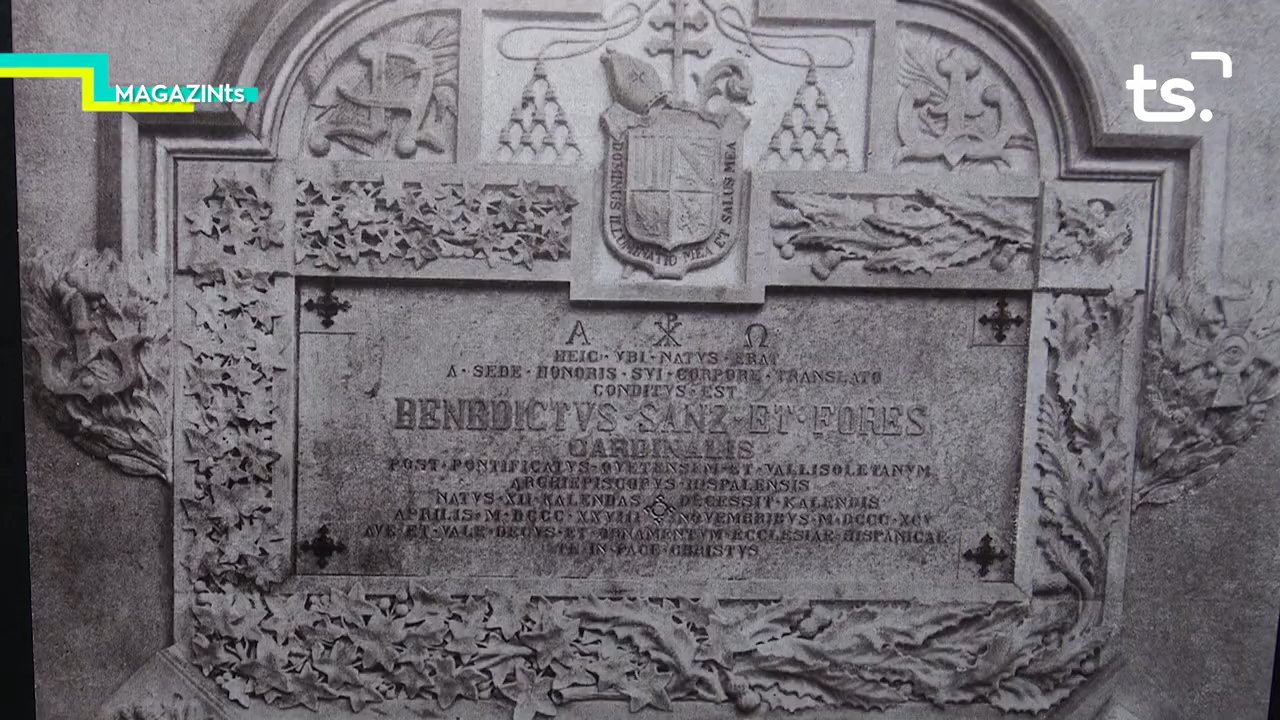 MAGAZINts
ts.
DOMINUS ILLUMINATIO MEA ET SALUS MEA
A ☧ Ω
HEIC · VBI · NATVS · ERAT
A · SEDE · HONORIS · SVI · CORPORE · TRANSLATO
CONDITVS · EST
BENEDICTVS · SANZ · ET · FORES
CARDINALIS
POST · PONTIFICATVS · OVETENSEM · ET · VALLISOLETANVM
ARCHIEPISCOPVS · HISPALENSIS
NATVS · XII · KALENDAS DECESSIT · KALENDIS
APRILIS · M · DCCC · XXVIII NOVEMBRIBVS · M · DCCC · XCV
AVE · ET · VALE · DECVS · ET · ORNAMENTVM · ECCLESIAE · HISPANICAE
TE · IN · PACE · CHRISTVS